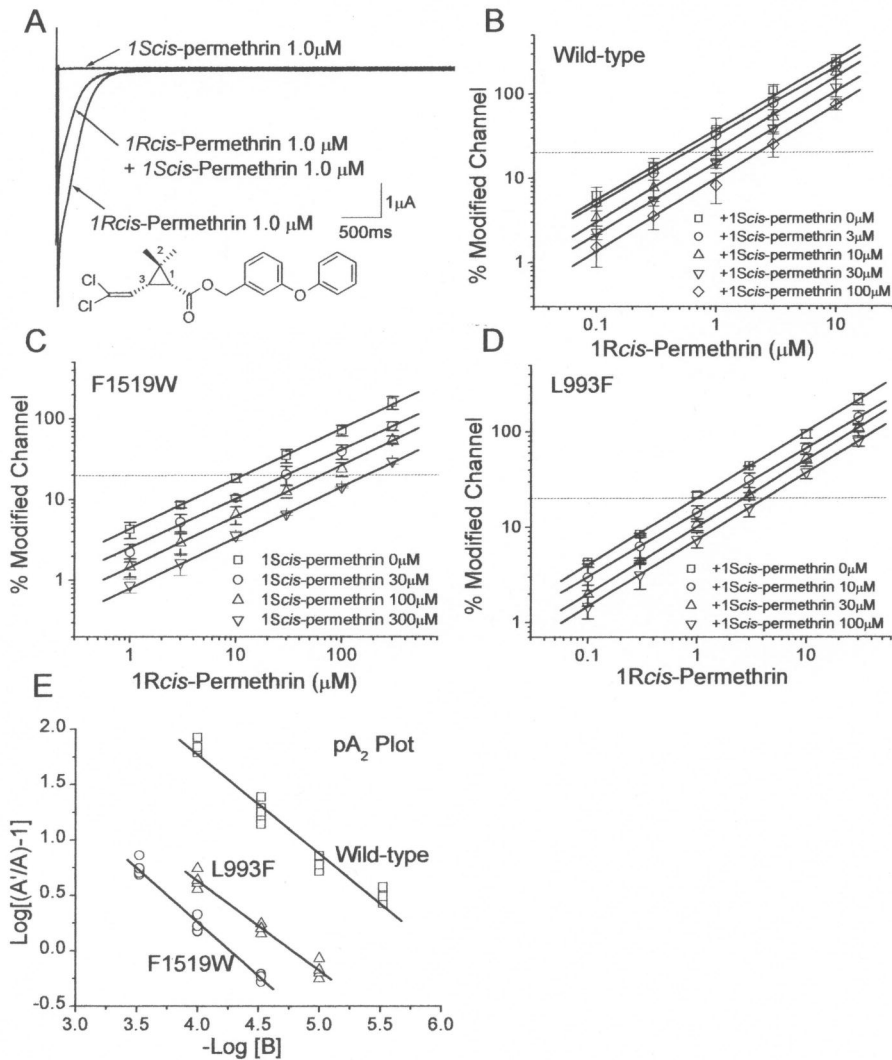 A
1Scis-permethrin 1.0μM
1Rcis-Permethrin 1.0 μM
+ 1Scis-Permethrin 1.0 μM
1Rcis-Permethrin 1.0 μM
1μA
500ms
Cl
Cl
3
2
1
O
O
O
B
Wild-type
% Modified Channel
100
10
1
+1Scis-permethrin 0μM
+1Scis-permethrin 3μM
+1Scis-permethrin 10μM
+1Scis-permethrin 30μM
+1Scis-permethrin 100μM
0.1
1
10
1Rcis-Permethrin (μM)
C
F1519W
% Modified Channel
100
10
1
1Scis-permethrin 0μM
1Scis-permethrin 30μM
1Scis-permethrin 100μM
1Scis-permethrin 300μM
1
10
100
1Rcis-Permethrin (μM)
D
L993F
% Modified Channel
100
10
1
+1Scis-permethrin 0μM
+1Scis-permethrin 10μM
+1Scis-permethrin 30μM
+1Scis-permethrin 100μM
0.1
1
10
1Rcis-Permethrin
E
pA2 Plot
Log[(A'/A)-1]
2.0
1.5
1.0
0.5
0.0
-0.5
Wild-type
L993F
F1519W
3.0
3.5
4.0
4.5
5.0
5.5
6.0
-Log [B]